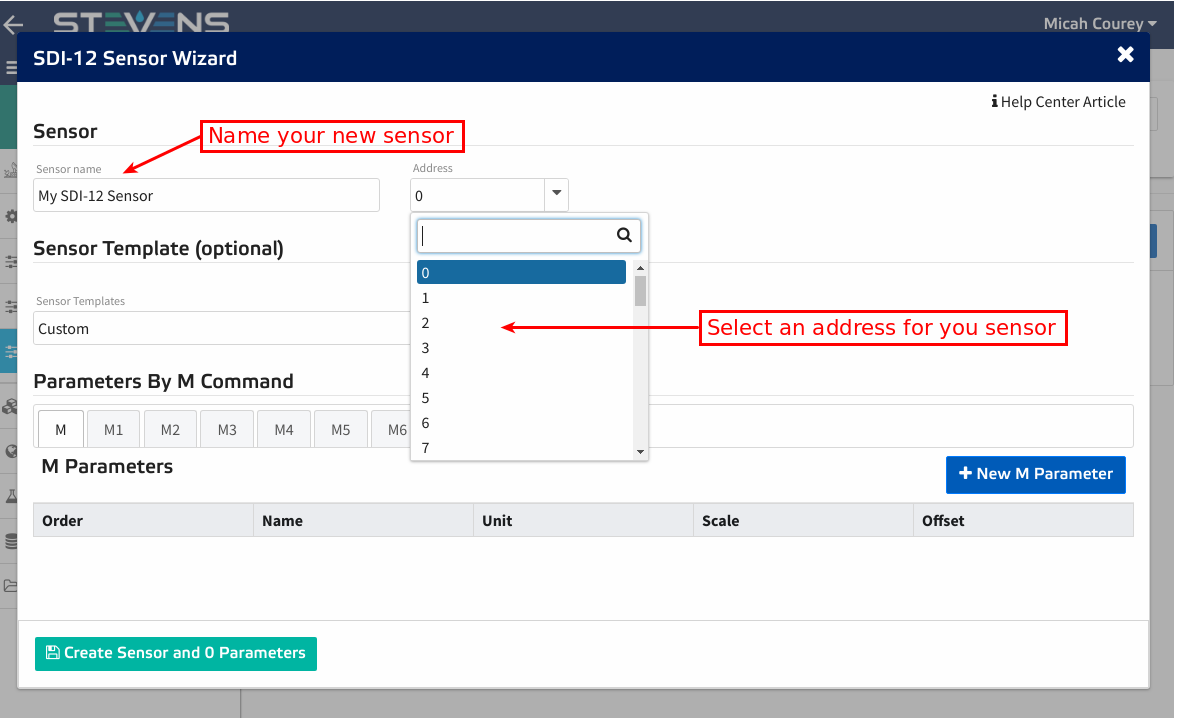 STEVENS
Micah Courey
SDI-12 Sensor Wizard
Help Center Article
Sensor
Name your new sensor
Sensor name
Address
My SDI-12 Sensor
0
Sensor Template (optional)
0
1
2
3
4
5
6
7
Sensor Templates
Custom
Select an address for you sensor
Parameters By M Command
M M1 M2 M3 M4 M5 M6
M Parameters
New M Parameter
Order Name Unit Scale Offset
Create Sensor and 0 Parameters